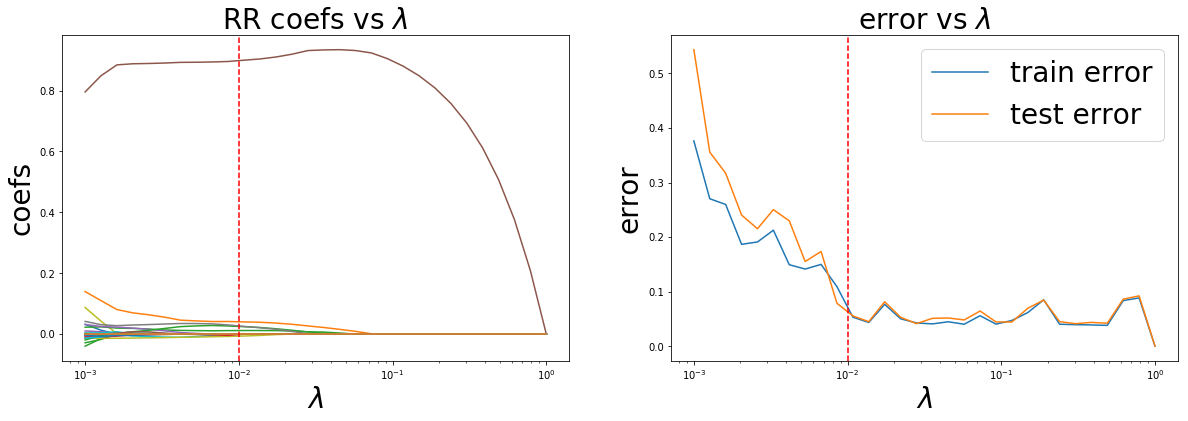 RR coefs vs λ
coefs
0.8
0.6
0.4
0.2
0.0
10⁻³
10⁻²
10⁻¹
10⁰
λ
error vs λ
error
0.5
0.4
0.3
0.2
0.1
0.0
train error
test error
10⁻³
10⁻²
10⁻¹
10⁰
λ